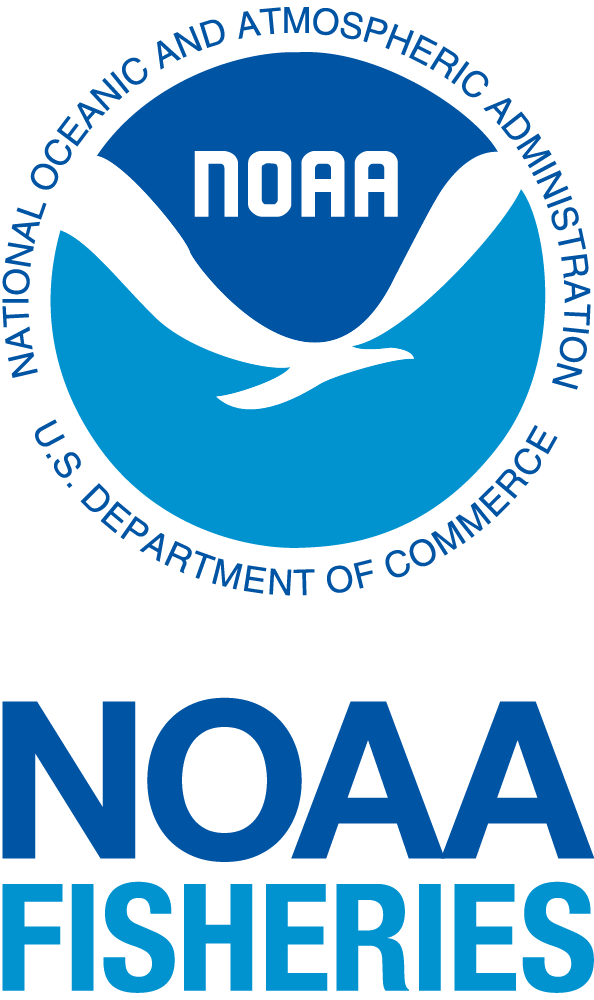 NATIONAL OCEANIC AND ATMOSPHERIC ADMINISTRATION
NOAA
U.S. DEPARTMENT OF COMMERCE
NOAA
FISHERIES